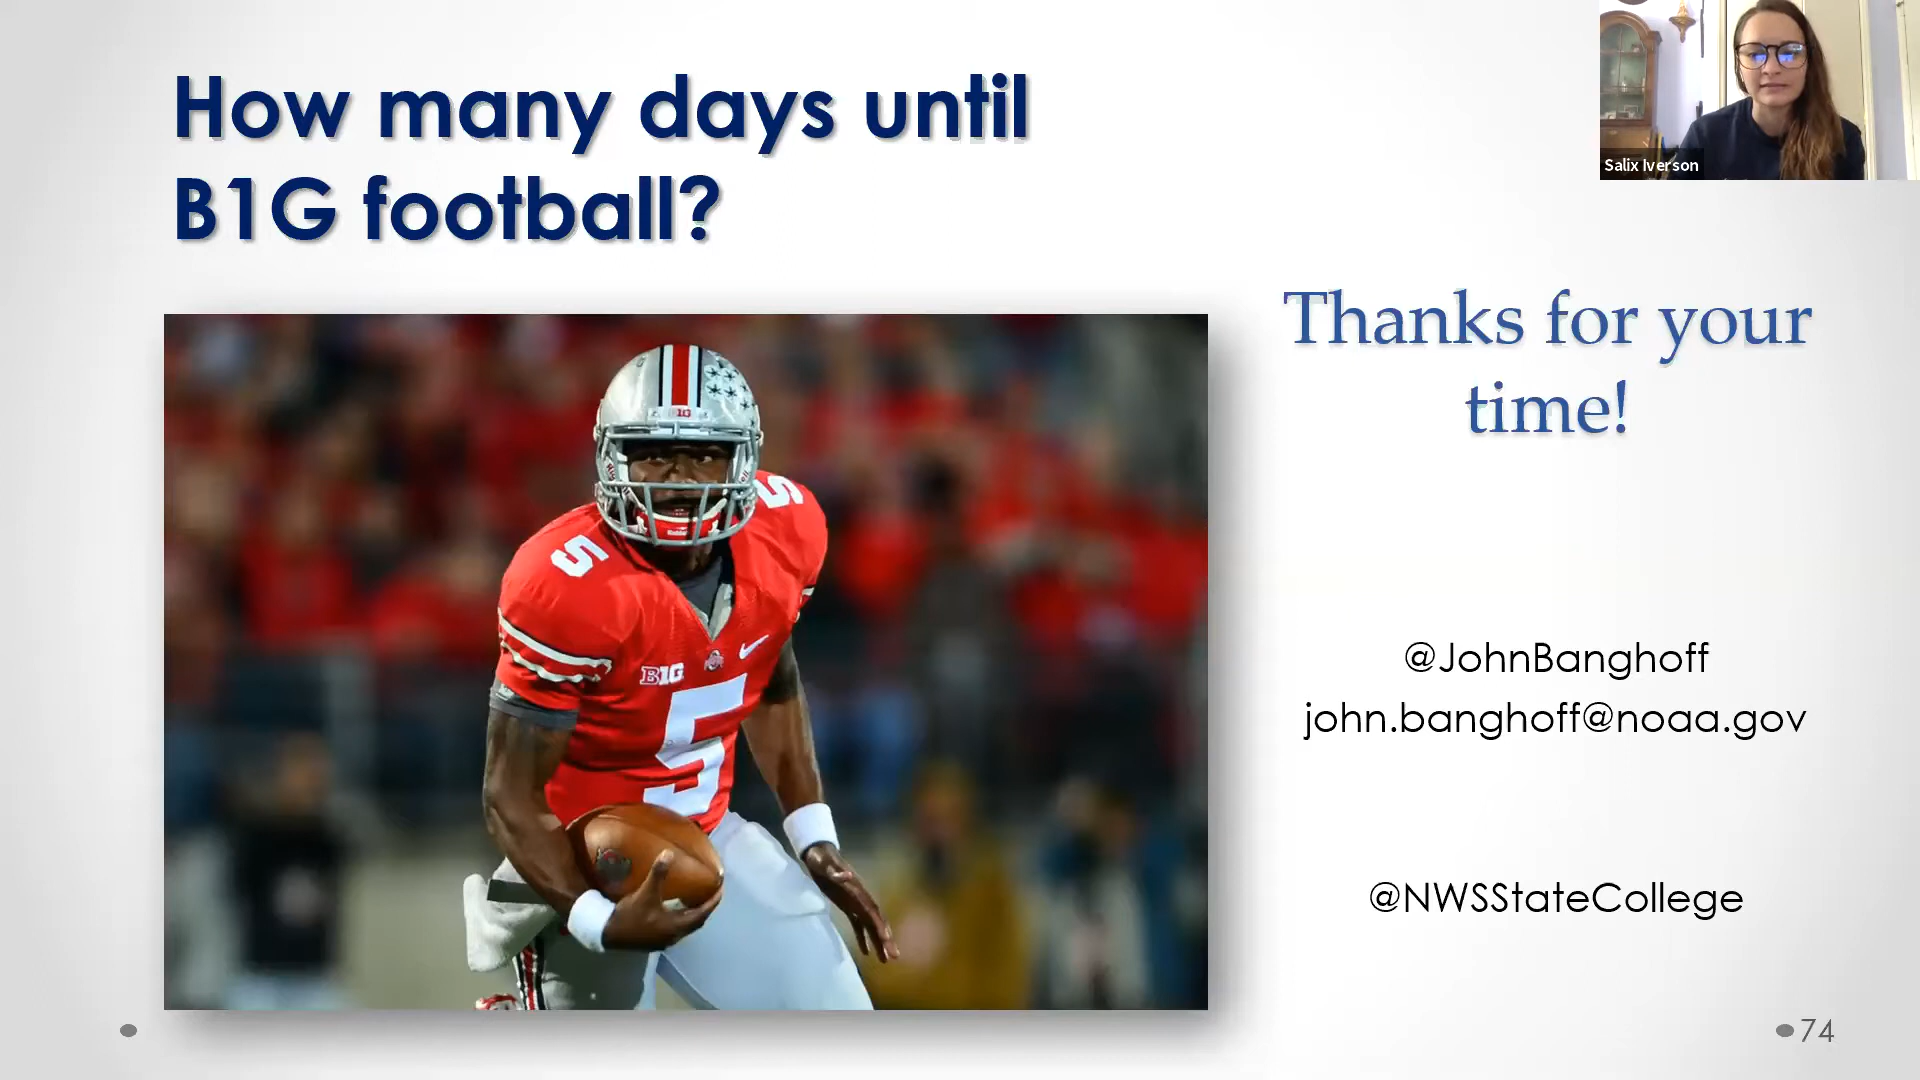 How many days until
B1G football?
Salix Iverson
Thanks for your
time!
5
5
B1G
5
@JohnBanghoff
john.banghoff@noaa.gov
@NWSStateCollege
74